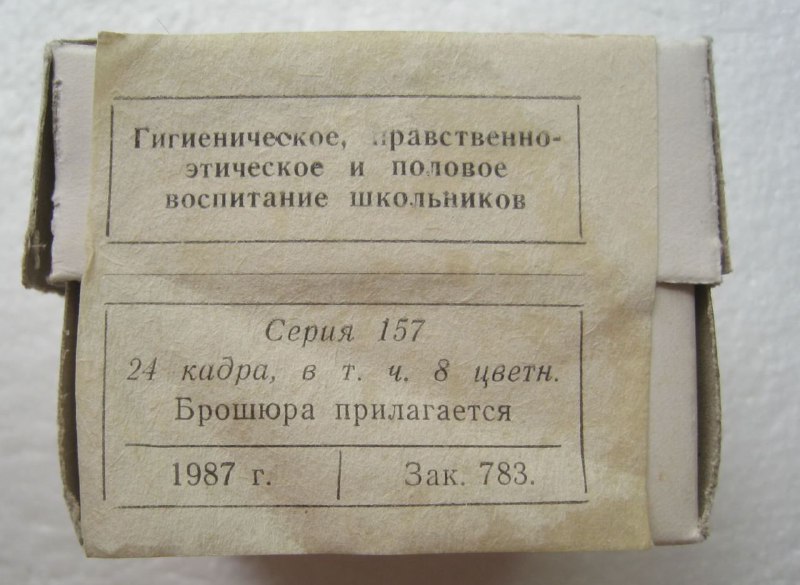 Гигиеническое, нравственно-
этическое и половое
воспитание школьников
Серия 157
24 кадра, в т. ч. 8 цветн.
Брошюра прилагается
1987 г.
Зак. 783.